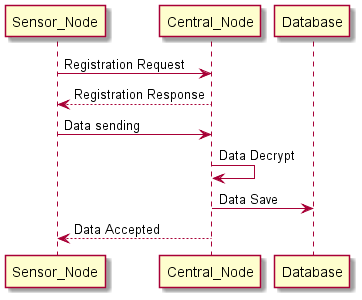 Sensor_Node
Central_Node
Database
Registration Request
Registration Response
Data sending
Data Decrypt
Data Save
Data Accepted
Sensor_Node
Central_Node
Database